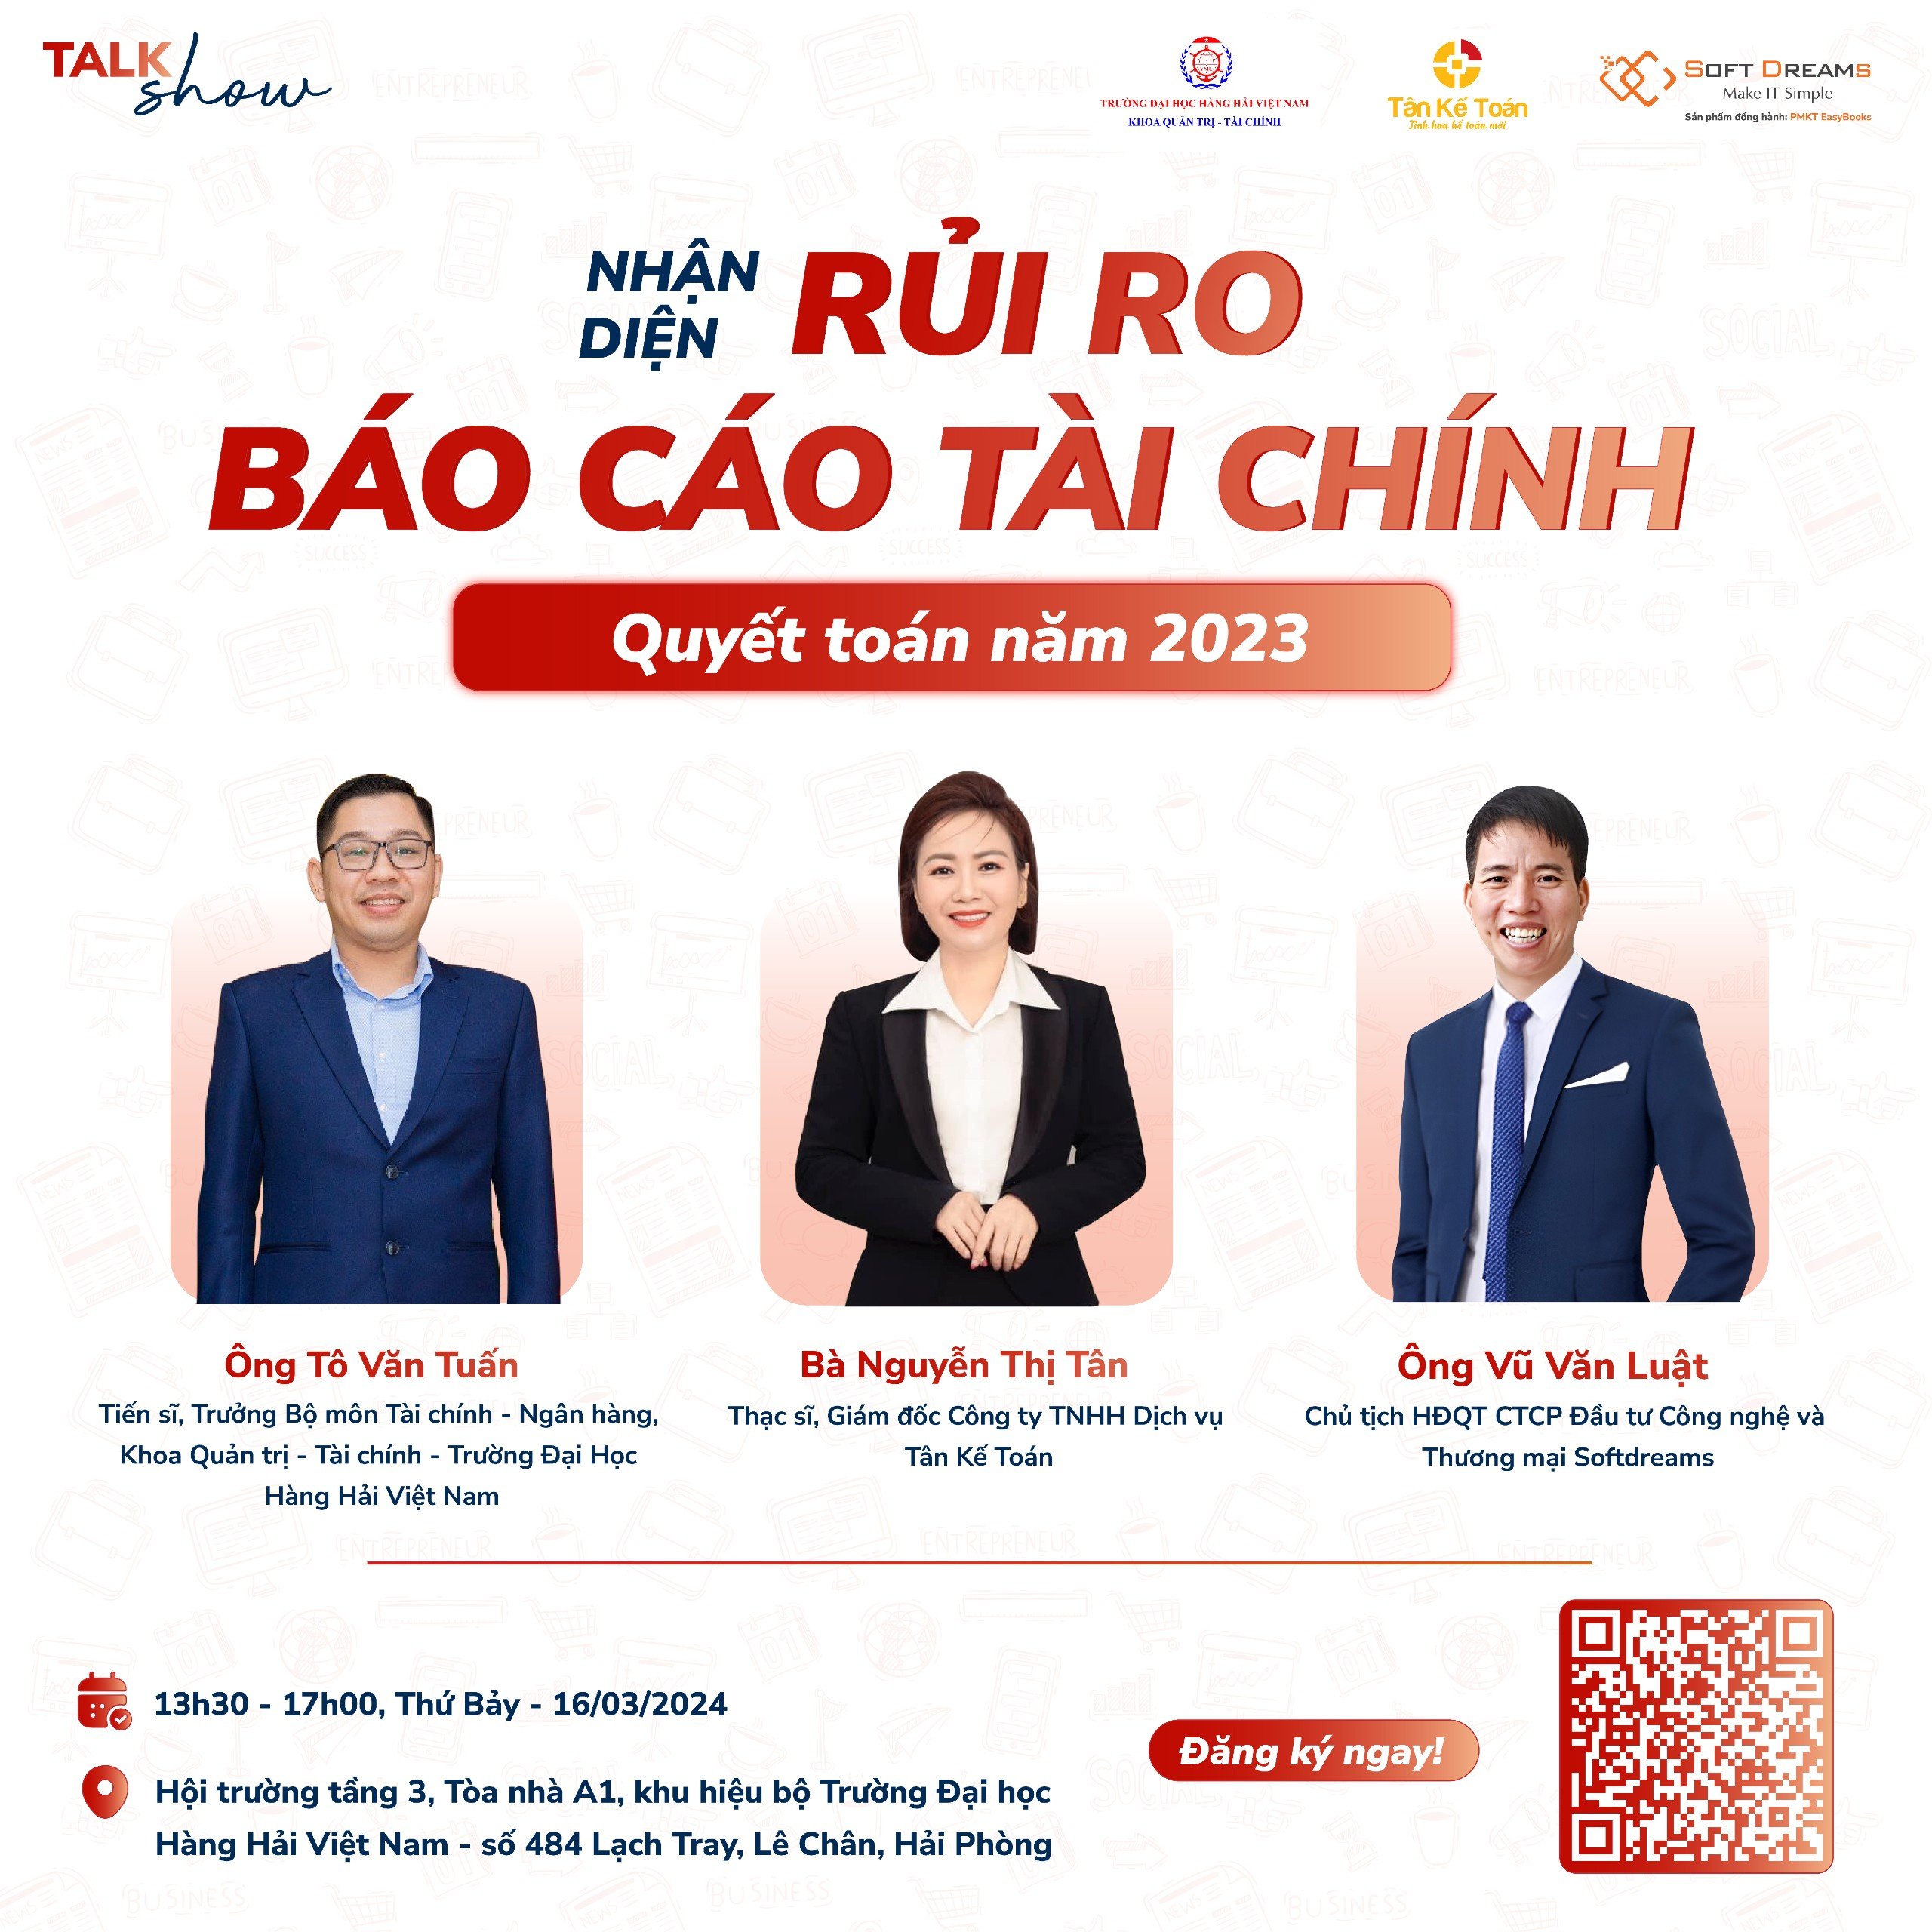 TALK show
TRƯỜNG ĐẠI HỌC HÀNG HẢI VIỆT NAM
KHOA QUẢN TRỊ - TÀI CHÍNH
Tân Kế Toán
Tinh hoa kế toán mới
SOFT DREAMS
Make IT Simple
Sản phẩm đồng hành: PMKT EasyBooks
NHẬN
DIỆN
RỦI RO
BÁO CÁO TÀI CHÍNH
Quyết toán năm 2023
Ông Tô Văn Tuấn
Tiến sĩ, Trưởng Bộ môn Tài chính - Ngân hàng,
Khoa Quản trị - Tài chính - Trường Đại Học
Hàng Hải Việt Nam
Bà Nguyễn Thị Tân
Thạc sĩ, Giám đốc Công ty TNHH Dịch vụ
Tân Kế Toán
Ông Vũ Văn Luật
Chủ tịch HĐQT CTCP Đầu tư Công nghệ và
Thương mại Softdreams
13h30 - 17h00, Thứ Bảy - 16/03/2024
Hội trường tầng 3, Tòa nhà A1, khu hiệu bộ Trường Đại học
Hàng Hải Việt Nam - số 484 Lạch Tray, Lê Chân, Hải Phòng
Đăng ký ngay!